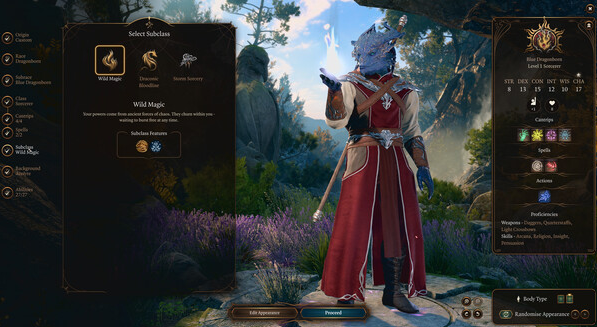 Origin
Custom
Race
Dragonborn
Subrace
Blue Dragonborn
Class
Sorcerer
Cantrips
4/4
Spells
2/2
Subclass
Wild Magic
Background
Abilities
27/27
Select Subclass
Wild Magic
Draconic
Bloodline
Storm Sorcery
Wild Magic
Your powers come from ancient forces of chaos. They churn within you -
waiting to burst free at any time.
Subclass Features
Edit Appearance
Proceed
Blue Dragonborn
Level 1 Sorcerer
STR DEX CON INT WIS CHA
8 13 15 12 10 17
Cantrips
Spells
Actions
Proficiencies
Weapons - Daggers, Quarterstaffs,
Light Crossbows
Skills - Arcana, Religion, Insight,
Persuasion
Body Type
Randomise Appearance